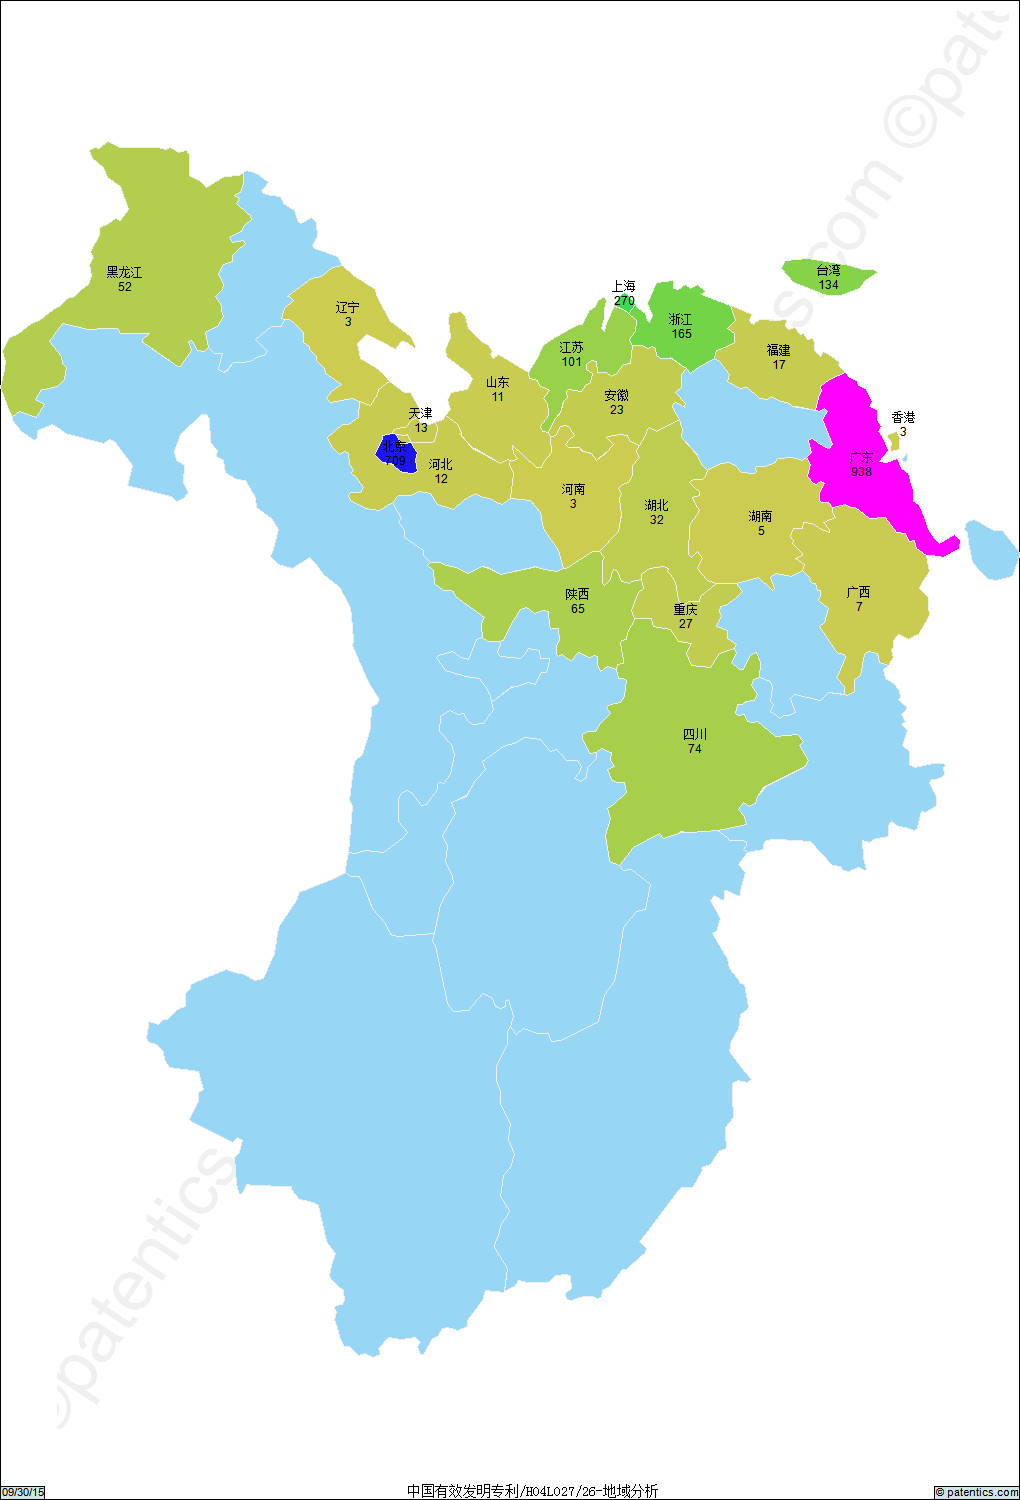 ©patentics.com ©pate
黑龙江
52
辽宁
3
上海
270
浙江
165
台湾
134
江苏
101
福建
17
山东
11
安徽
23
天津
13
香港
3
北京
709
河北
12
广东
938
河南
3
湖北
32
湖南
5
陕西
65
重庆
27
广西
7
四川
74
09/30/15
中国有效发明专利/H04L027/26-地域分析
© patentics.com